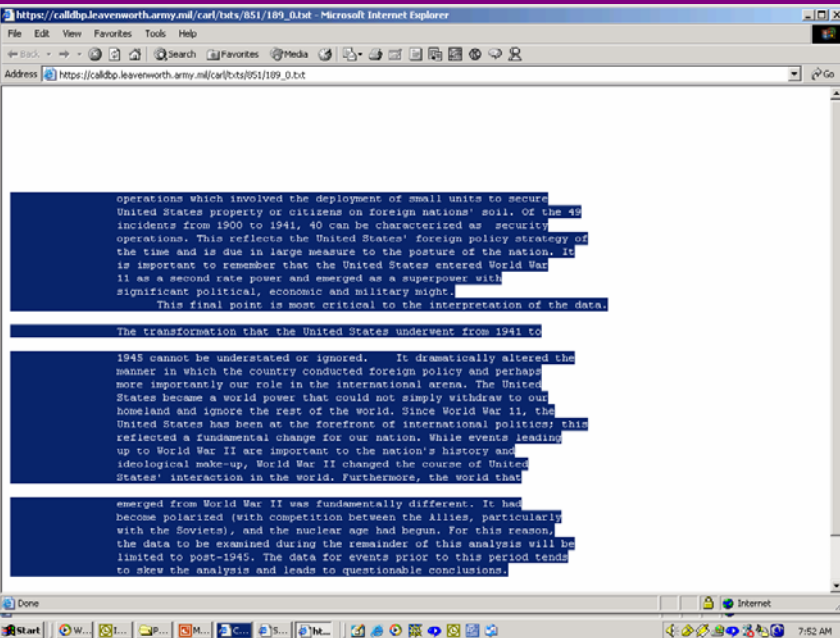 https://calldbp.leavenworth.army.mil/carl/txts/851/189_0.txt - Microsoft Internet Explorer
File Edit View Favorites Tools Help
Back Search Favorites Media
Address https://calldbp.leavenworth.army.mil/carl/txts/851/189_0.txt Go
operations which involved the deployment of small units to secure
United States property or citizens on foreign nations' soil. Of the 49
incidents from 1900 to 1941, 40 can be characterized as security
operations. This reflects the United States' foreign policy strategy of
the time and is due in large measure to the posture of the nation. It
is important to remember that the United States entered World War
11 as a second rate power and emerged as a superpower with
significant political, economic and military might.
This final point is most critical to the interpretation of the data.
The transformation that the United States underwent from 1941 to
1945 cannot be understated or ignored. It dramatically altered the
manner in which the country conducted foreign policy and perhaps
more importantly our role in the international arena. The United
States became a world power that could not simply withdraw to our
homeland and ignore the rest of the world. Since World War 11, the
United States has been at the forefront of international politics; this
reflected a fundamental change for our nation. While events leading
up to World War II are important to the nation's history and
ideological make-up, World War II changed the course of United
States' interaction in the world. Furthermore, the world that
emerged from World War II was fundamentally different. It had
become polarized (with competition between the Allies, particularly
with the Soviets), and the nuclear age had begun. For this reason,
the data to be examined during the remainder of this analysis will be
limited to post-1945. The data for events prior to this period tends
to skew the analysis and leads to questionable conclusions.
Done Internet
Start W... I... P... M... C... S... ht... 7:52 AM